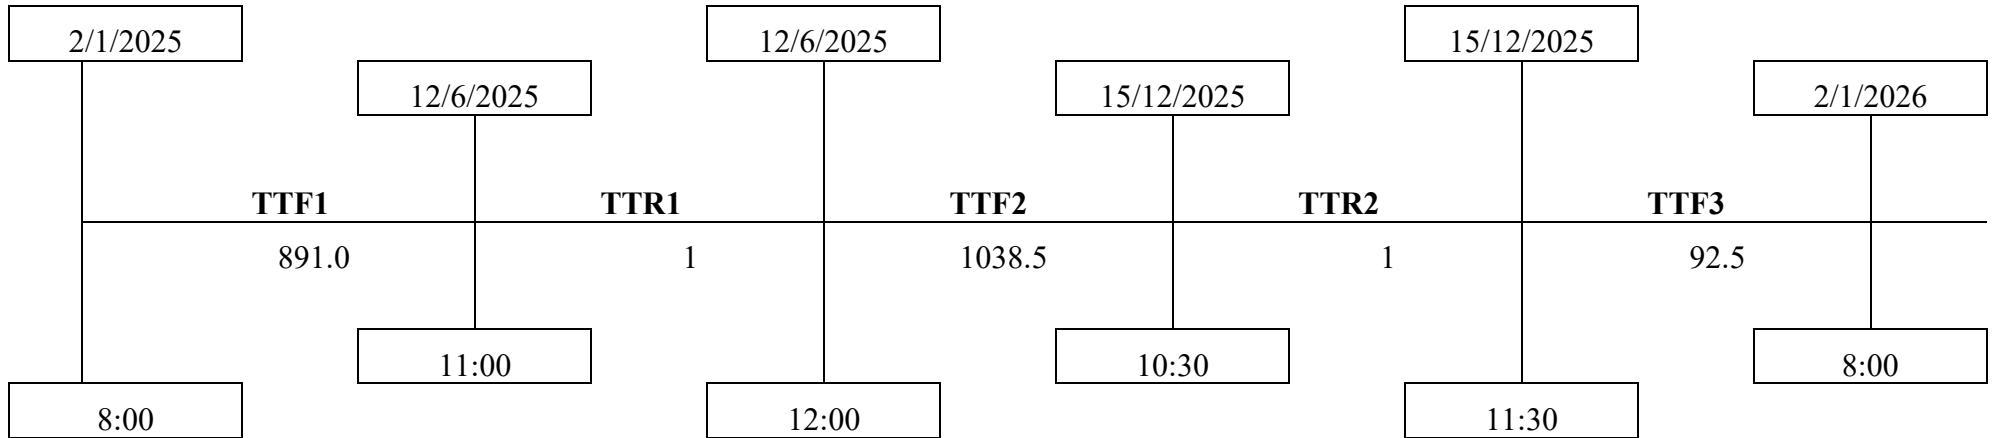 2/1/2025 12/6/2025 15/12/2025
12/6/2025 15/12/2025 2/1/2026
TTF1 TTR1 TTF2 TTR2 TTF3
891.0 1 1038.5 1 92.5
11:00 10:30 8:00
8:00 12:00 11:30